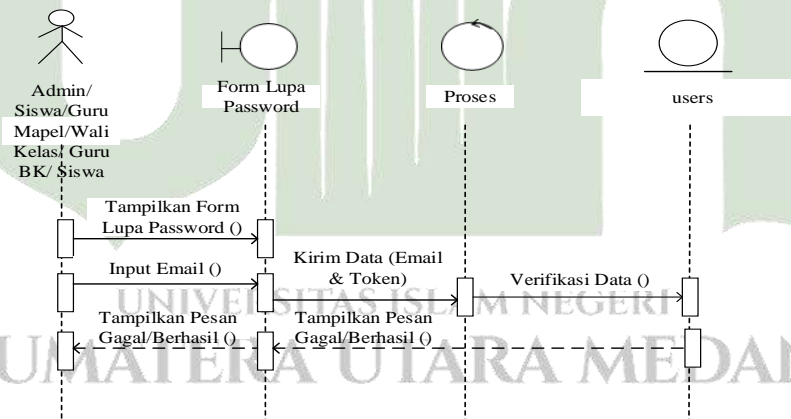 Admin/
Siswa/Guru
Mapel/Wali
Kelas/ Guru
BK/ Siswa
Form Lupa
Password
Proses
users
Tampilkan Form
Lupa Password ()
Input Email ()
Kirim Data (Email
& Token)
Verifikasi Data ()
UNIVERSITAS ISLAM NEGERI
Tampilkan Pesan
Gagal/Berhasil ()
Tampilkan Pesan
Gagal/Berhasil ()
SUMATERA UTARA MEDAN